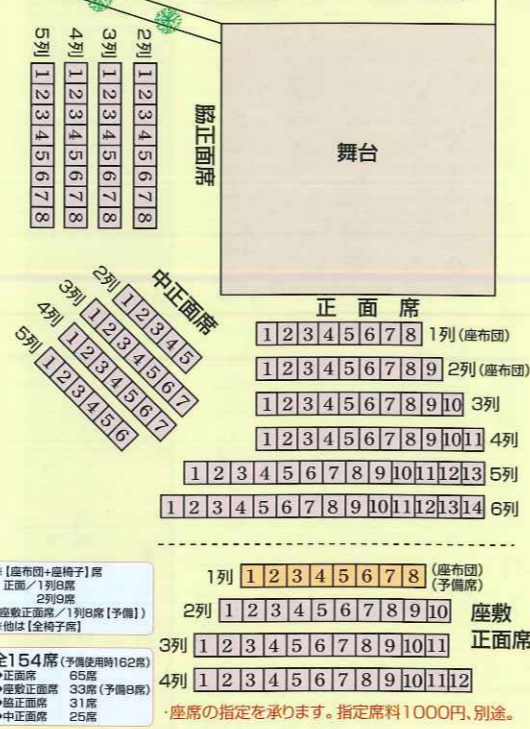 5列 4列 3列 2列
1 2 3 4 5 6 7 8
1 2 3 4 5 6 7 8
1 2 3 4 5 6 7 8
1 2 3 4 5 6 7 8
脇正面席
舞台
中正面席
2列 1 2 3 4 5
3列 1 2 3 4 5 6 7
4列 1 2 3 4 5 6 7
5列 1 2 3 4 5 6
正面席
1 2 3 4 5 6 7 8 1列(座布団)
1 2 3 4 5 6 7 8 9 2列(座布団)
1 2 3 4 5 6 7 8 9 10 3列
1 2 3 4 5 6 7 8 9 10 11 4列
1 2 3 4 5 6 7 8 9 10 11 12 13 5列
1 2 3 4 5 6 7 8 9 10 11 12 13 14 6列
1列 1 2 3 4 5 6 7 8 (座布団)
(予備席)
2列 1 2 3 4 5 6 7 8 9 10
3列 1 2 3 4 5 6 7 8 9 10 11
4列 1 2 3 4 5 6 7 8 9 10 11 12
座敷
正面席
【座布団+座椅子】席
正面/1列8席
2列9席
座敷正面席/1列8席【予備】)
他は【全椅子席】
全154席(予備使用時162席)
正面席 65席
座敷正面席 33席(予備8席)
脇正面席 31席
中正面席 25席
・座席の指定を承ります。指定席料1000円、別途。